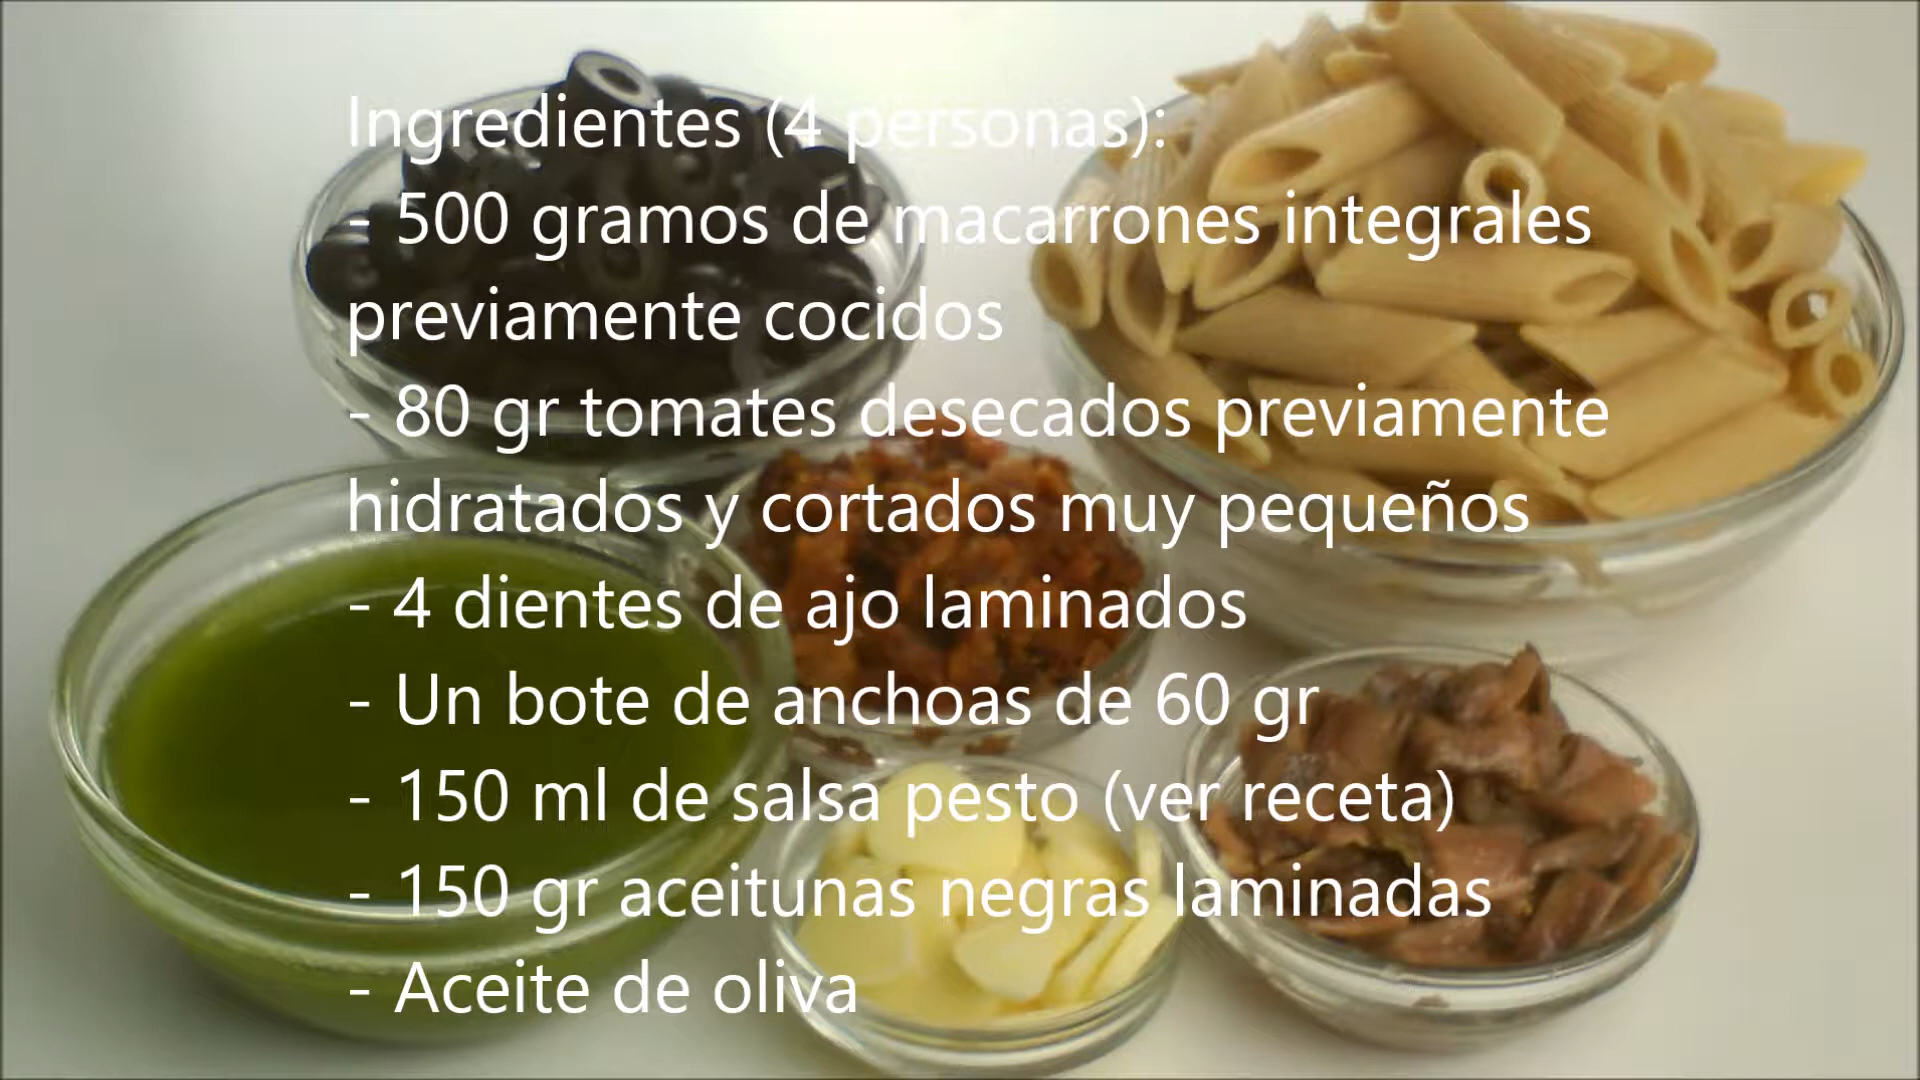 Ingredientes (4 personas):
- 500 gramos de macarrones integrales
previamente cocidos
- 80 gr tomates desecados previamente
hidratados y cortados muy pequeños
- 4 dientes de ajo laminados
- Un bote de anchoas de 60 gr
- 150 ml de salsa pesto (ver receta)
- 150 gr aceitunas negras laminadas
- Aceite de oliva